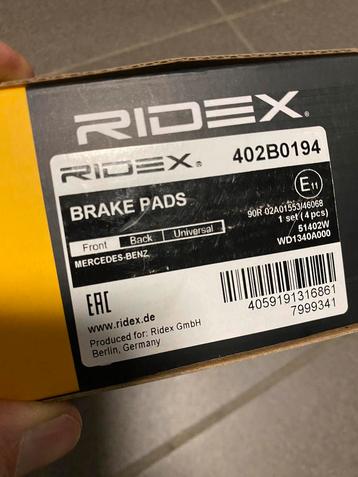 RIDEX®
RIDEX® 402B0194
BRAKE PADS
E11
90R 02A01553/46068
1 set (4 pcs)
51402W
WD1340A000
Front Back Universal
MERCEDES-BENZ
EAC
www.ridex.de
Produced for: Ridex GmbH
Berlin, Germany
4059191316861
7999341